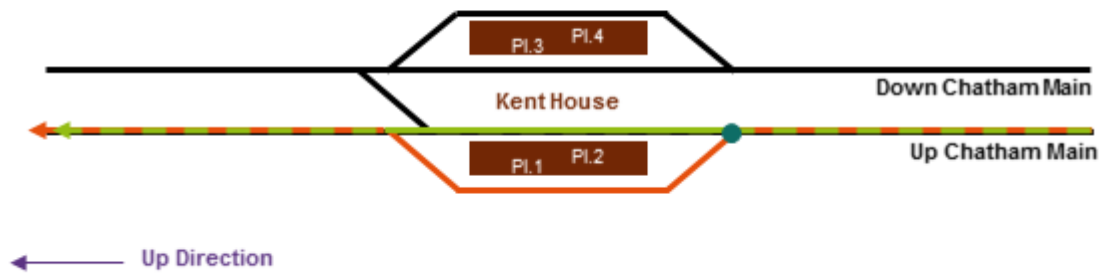 Pl.3 Pl.4
Down Chatham Main
Kent House
Up Chatham Main
Pl.1 Pl.2
Up Direction